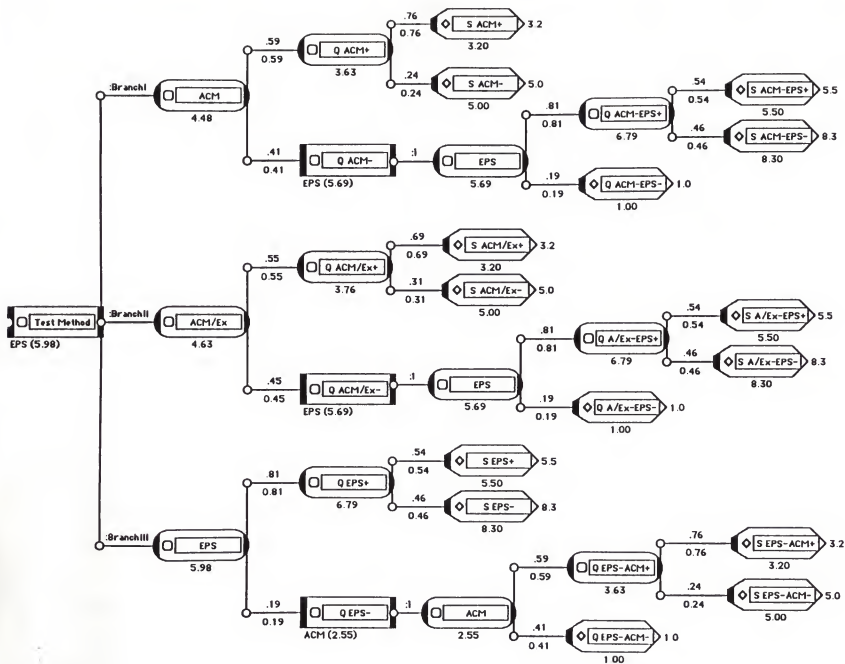 .76
S ACM+
3.2
.59
0.76
3.20
0.59
Q ACM+
3.63
.24
S ACM-
5.0
0.24
5.00
:BranchI
ACM
4.48
.54
S ACM-EPS+
5.5
.81
0.54
5.50
0.81
Q ACM-EPS+
6.79
.46
S ACM-EPS-
8.3
0.46
8.30
.41
0.41
Q ACM-
EPS (5.69)
:I
EPS
5.69
.19
0.19
Q ACM-EPS-
1.0
1.00
.69
S ACM/Ex+
3.2
0.69
3.20
.55
0.55
Q ACM/Ex+
3.76
.31
S ACM/Ex-
5.0
0.31
5.00
Test Method
EPS (5.98)
:BranchII
ACM/Ex
4.63
.54
S A/Ex-EPS+
5.5
0.54
5.50
.81
0.81
Q A/Ex-EPS+
6.79
.46
S A/Ex-EPS-
8.3
0.46
8.30
.45
0.45
Q ACM/Ex-
EPS (5.69)
:I
EPS
5.69
.19
0.19
Q A/Ex-EPS-
1.0
1.00
.54
S EPS+
5.5
0.54
5.50
.81
0.81
Q EPS+
6.79
.46
S EPS-
8.3
0.46
8.30
:BranchIII
EPS
5.98
.76
S EPS-ACM+
3.2
0.76
3.20
.59
0.59
Q EPS-ACM+
3.63
.24
S EPS-ACM-
5.0
0.24
5.00
.19
0.19
Q EPS-
ACM (2.55)
:I
ACM
2.55
.41
0.41
Q EPS-ACM-
1.0
1.00